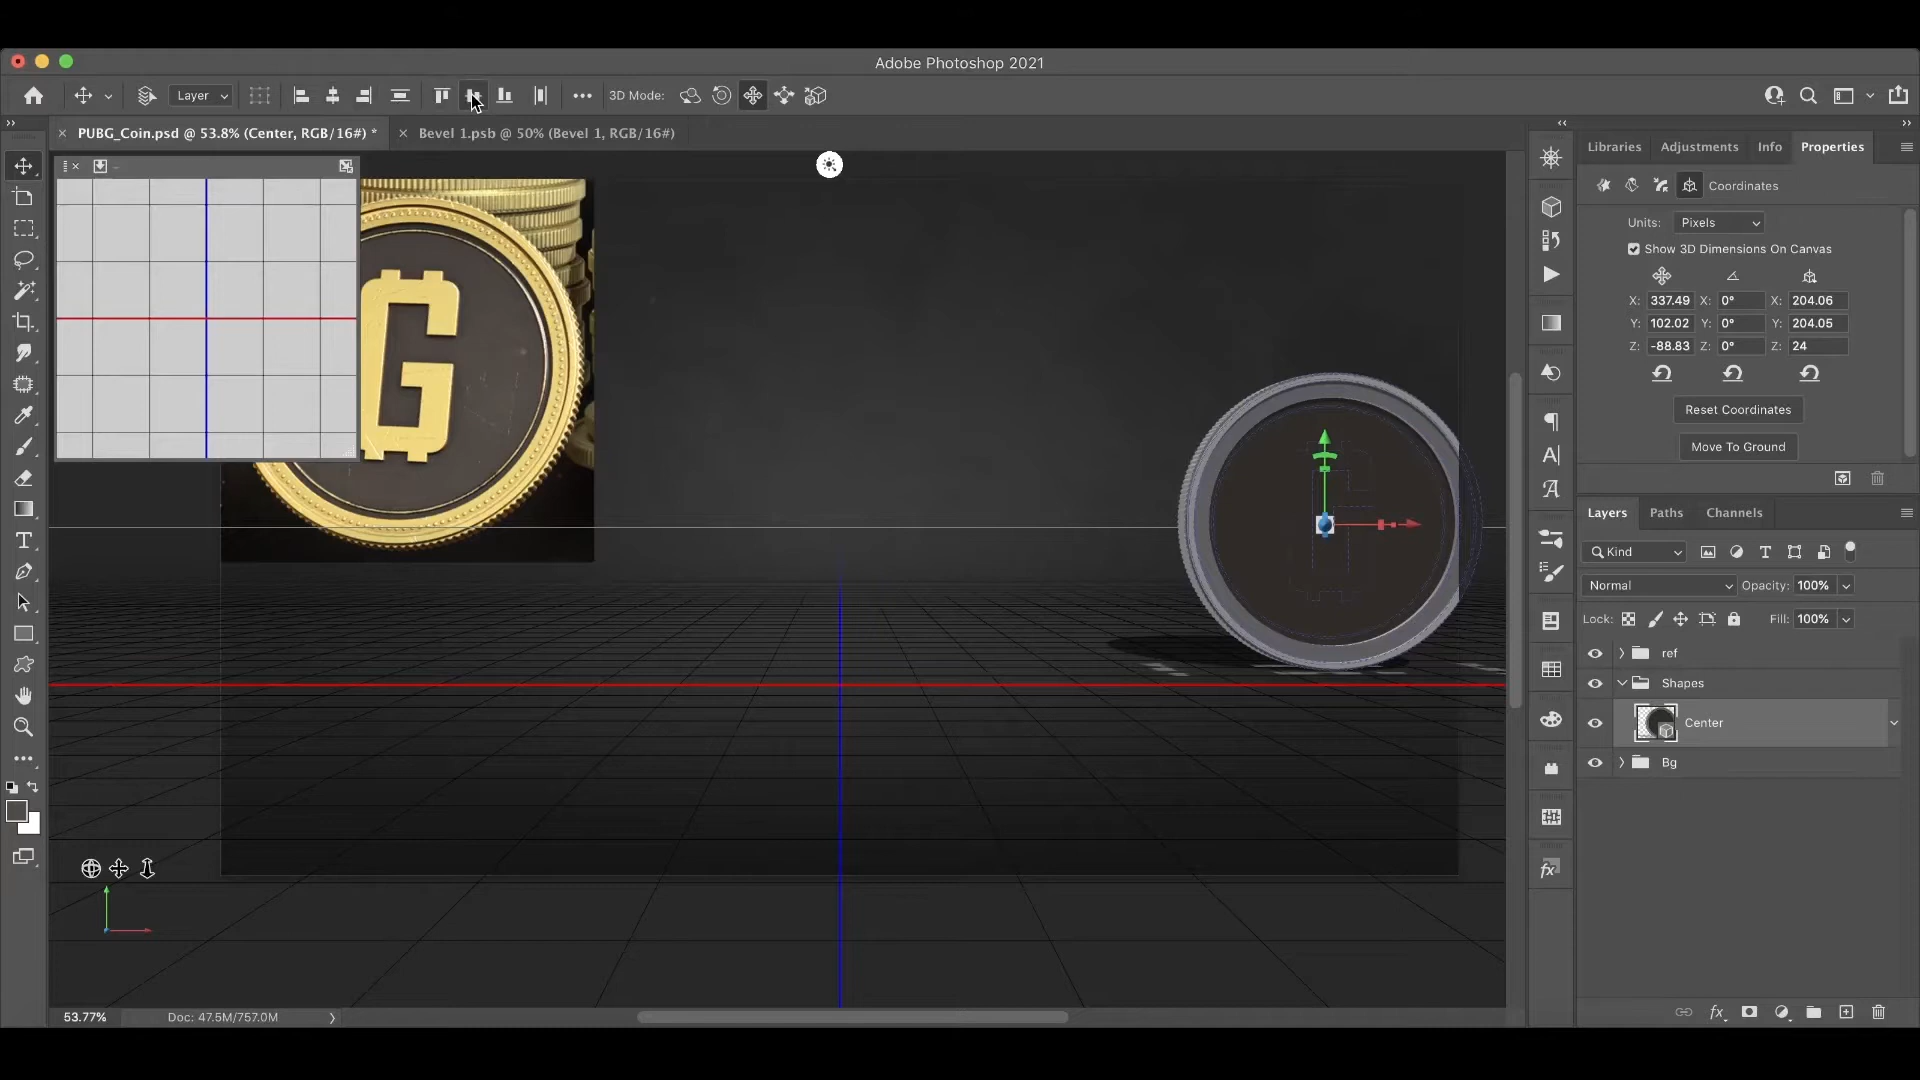 Adobe Photoshop 2021
Layer
3D Mode:
PUBG_Coin.psd @ 53.8% (Center, RGB/16#) *
Bevel 1.psb @ 50% (Bevel 1, RGB/16#)
Libraries
Adjustments
Info
Properties
Coordinates
Units:
Pixels
Show 3D Dimensions On Canvas
X: 337.49 X: 0° X: 204.06
Y: 102.02 Y: 0° Y: 204.05
Z: -88.83 Z: 0° Z: 24
Reset Coordinates
Move To Ground
G
Layers
Paths
Channels
Kind
Normal
Opacity: 100%
Lock:
Fill: 100%
ref
Shapes
Center
Bg
53.77%
Doc: 47.5M/757.0M
fx